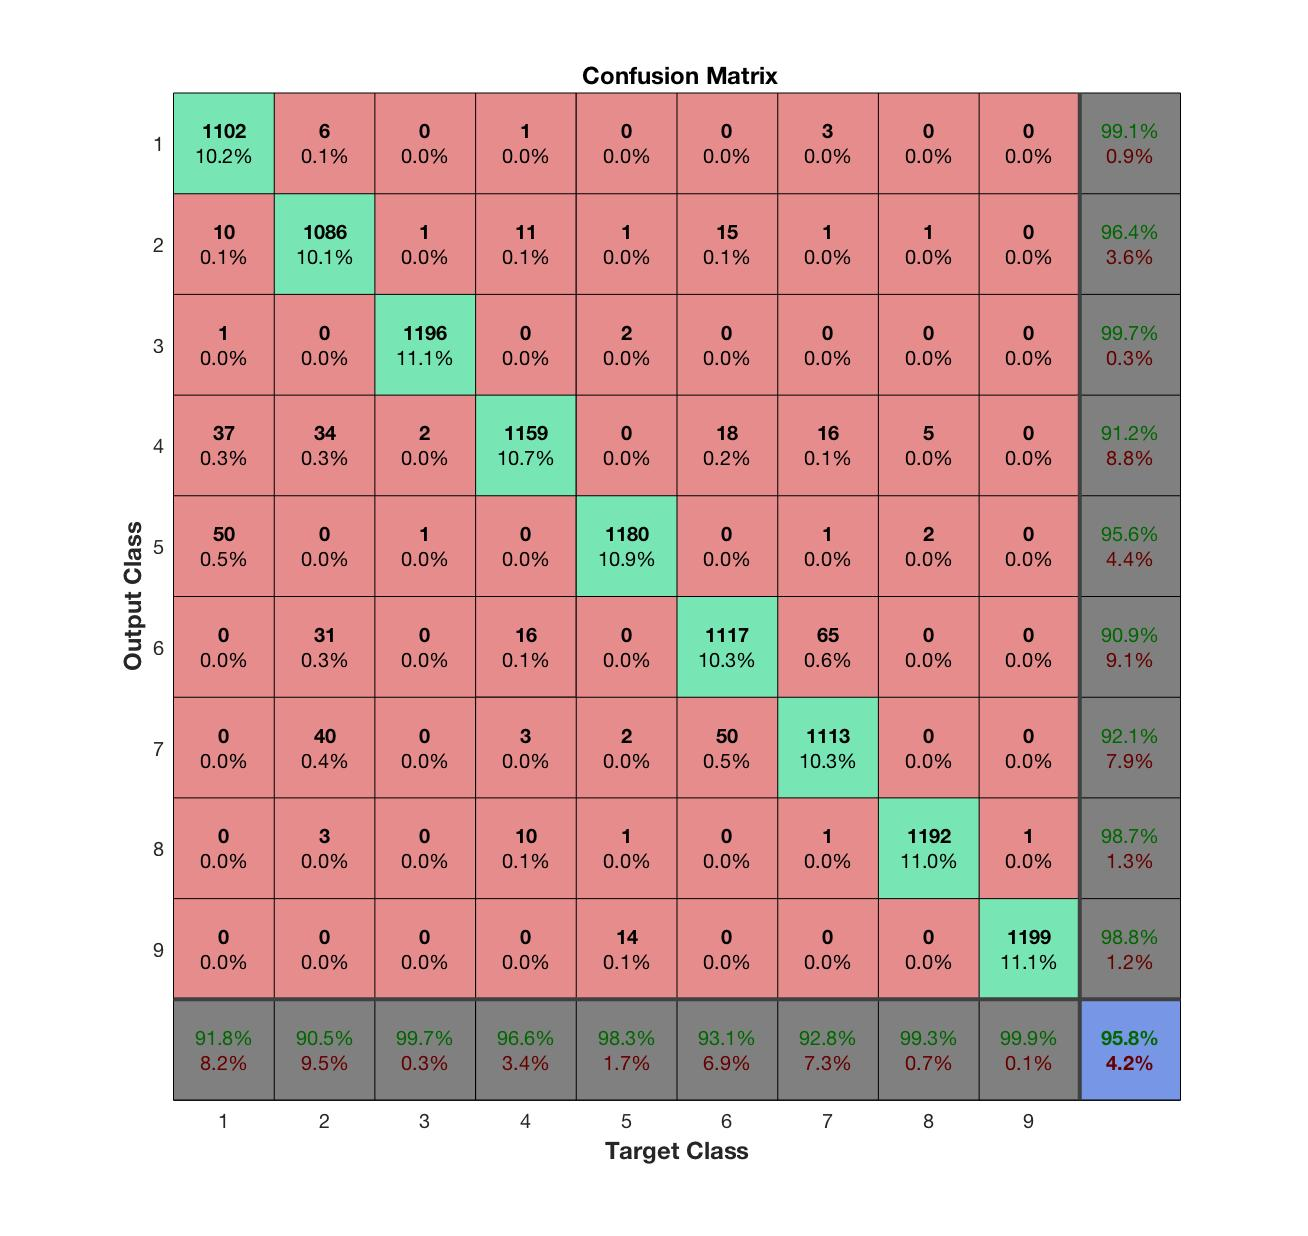 Confusion Matrix
1 1102 6 0 1 0 0 3 0 0 99.1%
10.2% 0.1% 0.0% 0.0% 0.0% 0.0% 0.0% 0.0% 0.0% 0.9%
2 10 1086 1 11 1 15 1 1 0 96.4%
0.1% 10.1% 0.0% 0.1% 0.0% 0.1% 0.0% 0.0% 0.0% 3.6%
3 1 0 1196 0 2 0 0 0 0 99.7%
0.0% 0.0% 11.1% 0.0% 0.0% 0.0% 0.0% 0.0% 0.0% 0.3%
4 37 34 2 1159 0 18 16 5 0 91.2%
0.3% 0.3% 0.0% 10.7% 0.0% 0.2% 0.1% 0.0% 0.0% 8.8%
5 50 0 1 0 1180 0 1 2 0 95.6%
0.5% 0.0% 0.0% 0.0% 10.9% 0.0% 0.0% 0.0% 0.0% 4.4%
Output Class
6 0 31 0 16 0 1117 65 0 0 90.9%
0.0% 0.3% 0.0% 0.1% 0.0% 10.3% 0.6% 0.0% 0.0% 9.1%
7 0 40 0 3 2 50 1113 0 0 92.1%
0.0% 0.4% 0.0% 0.0% 0.0% 0.5% 10.3% 0.0% 0.0% 7.9%
8 0 3 0 10 1 0 1 1192 1 98.7%
0.0% 0.0% 0.0% 0.1% 0.0% 0.0% 0.0% 11.0% 0.0% 1.3%
9 0 0 0 0 14 0 0 0 1199 98.8%
0.0% 0.0% 0.0% 0.0% 0.1% 0.0% 0.0% 0.0% 11.1% 1.2%
91.8% 90.5% 99.7% 96.6% 98.3% 93.1% 92.8% 99.3% 99.9% 95.8%
8.2% 9.5% 0.3% 3.4% 1.7% 6.9% 7.3% 0.7% 0.1% 4.2%
1 2 3 4 5 6 7 8 9
Target Class